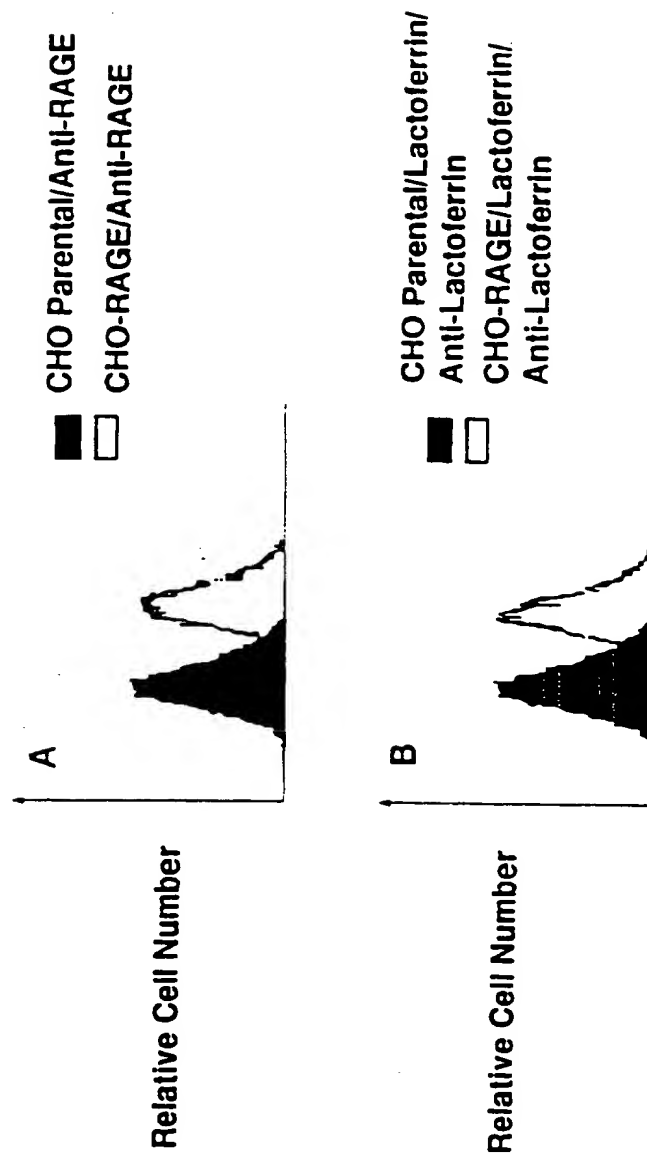 A
CHO Parental/Anti-RAGE
CHO-RAGE/Anti-RAGE
Relative Cell Number
B
CHO Parental/Lactoferrin/
Anti-Lactoferrin
CHO-RAGE/Lactoferrin/
Anti-Lactoferrin
Relative Cell Number